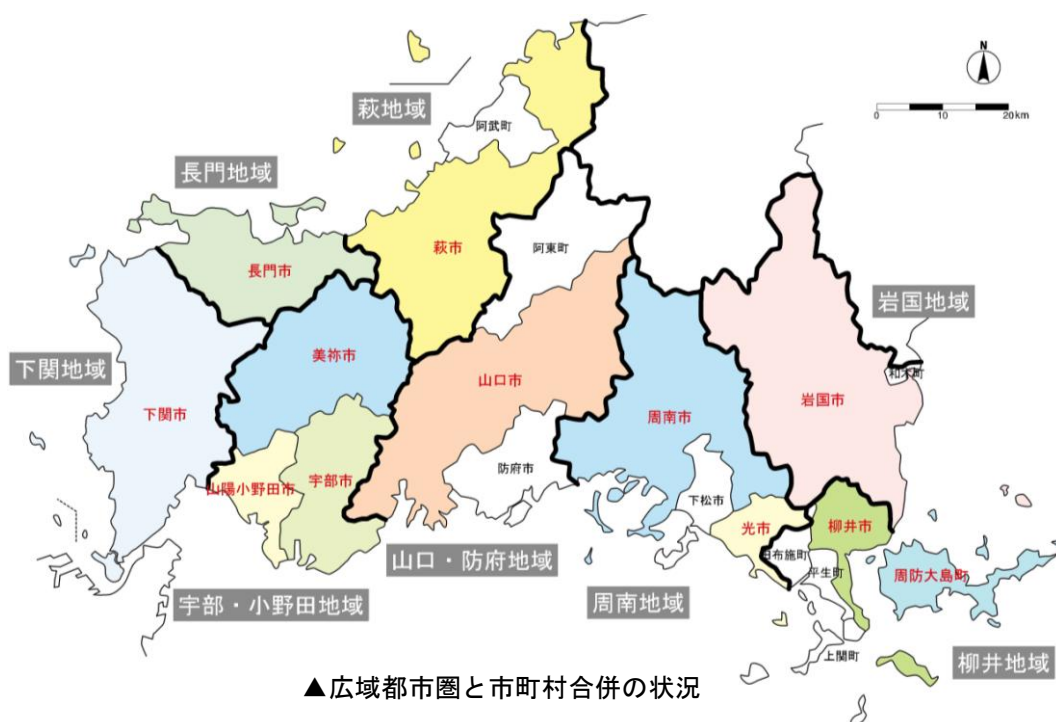 N
0
10
20km
萩地域
阿武町
長門地域
萩市
阿東町
長門市
岩国地域
美祢市
和木町
下関地域
山口市
岩国市
下関市
周南市
防府市
宇部市
山陽小野田市
下松市
光市
柳井市
田布施町
山口・防府地域
平生町
周防大島町
宇部・小野田地域
周南地域
上関町
柳井地域
▲広域都市圏と市町村合併の状況